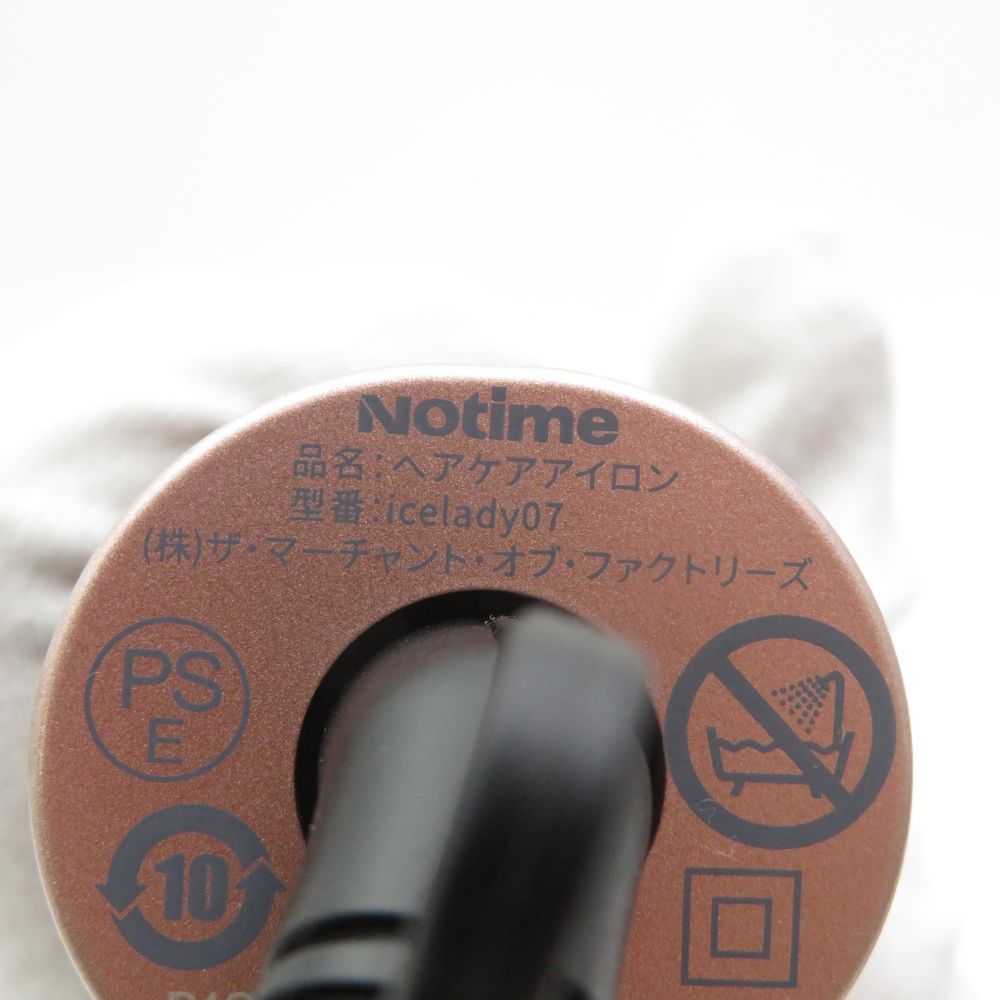 Notime
品名:ヘアケアアイロン
型番:icelady07
(株)ザ・マーチャント・オブ・ファクトリーズ
PS
E
10